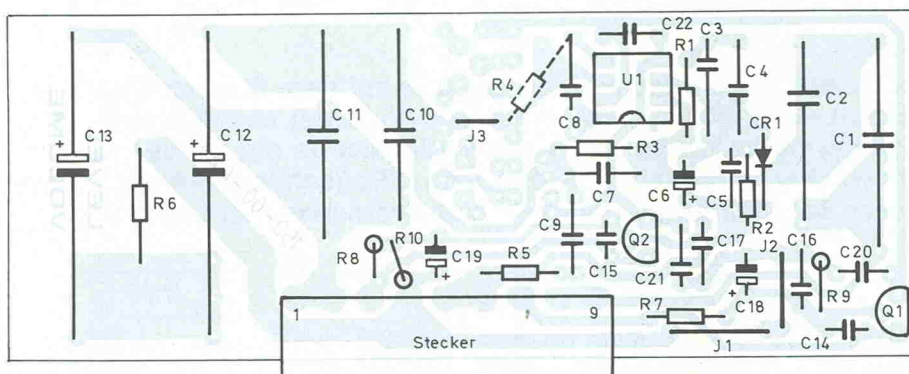 C22
C3
R1
U1
C4
R4
C2
C13
C12
C11
C10
J3
C8
CR1
C1
R3
R6
C7
C6
C5
R2
C9
Q2
C17
J2
C16
R8
R10
C19
R5
C15
C21
C20
C18
R9
Q1
1
9
R7
Stecker
J1
C14
+
+
+
+
+